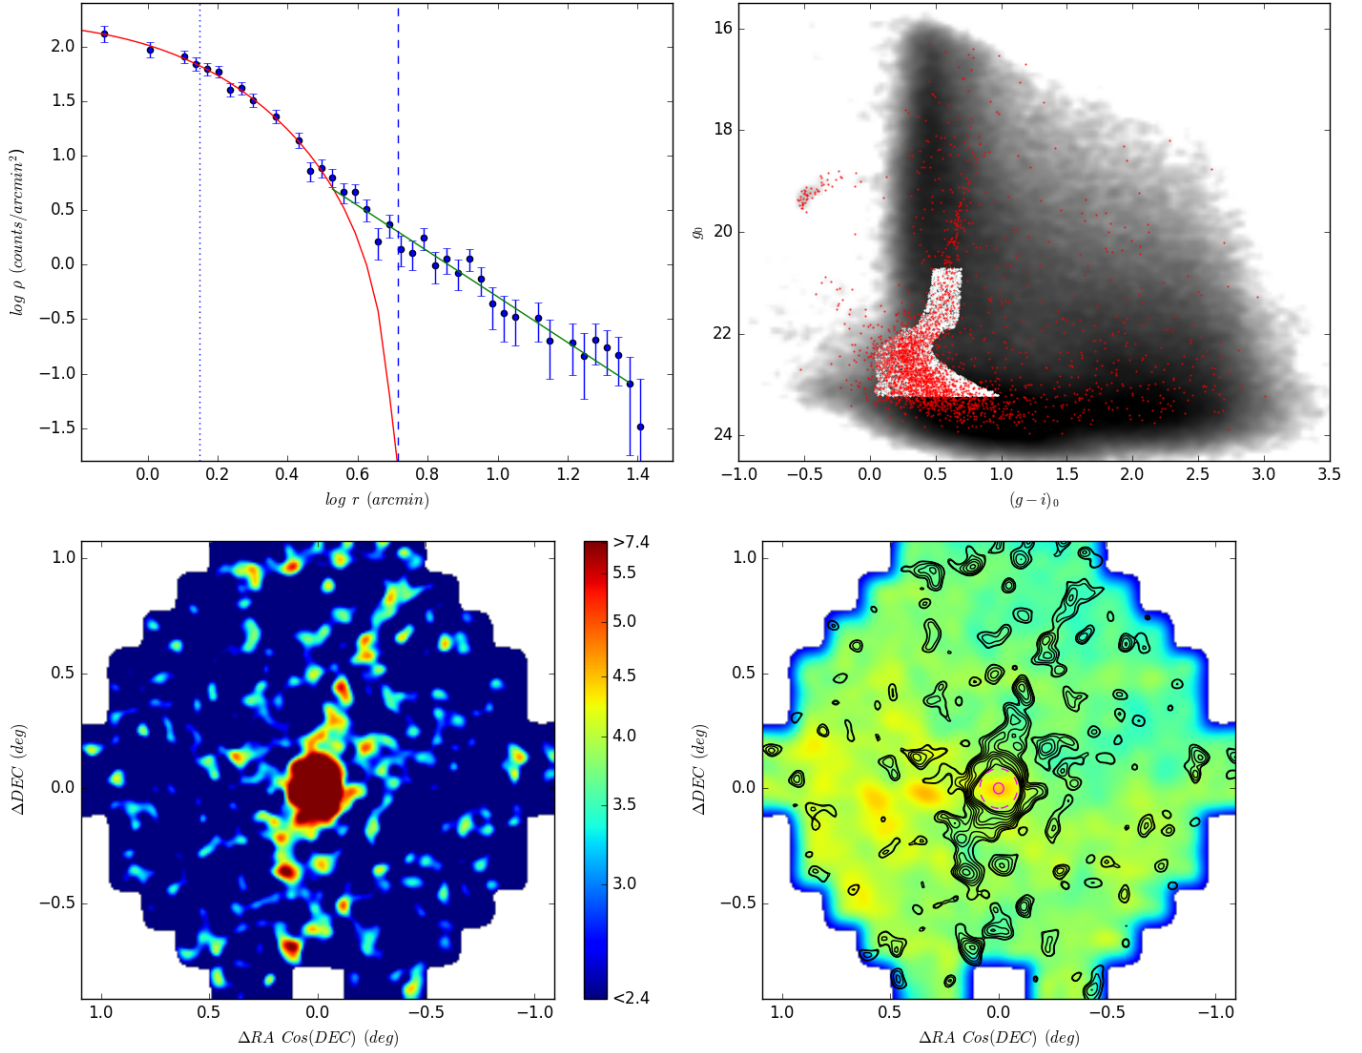 2.0
1.5
1.0
0.5
0.0
−0.5
−1.0
−1.5
log ρ (counts/arcmin²)
0.0 0.2 0.4 0.6 0.8 1.0 1.2 1.4
log r (arcmin)
16
18
20
22
24
g₀
−1.0 −0.5 0.0 0.5 1.0 1.5 2.0 2.5 3.0 3.5
(g − i)₀
1.0
0.5
0.0
−0.5
ΔDEC (deg)
1.0 0.5 0.0 −0.5 −1.0
ΔRA Cos(DEC) (deg)
>7.4
5.5
5.0
4.5
4.0
3.5
3.0
<2.4
1.0
0.5
0.0
−0.5
ΔDEC (deg)
1.0 0.5 0.0 −0.5 −1.0
ΔRA Cos(DEC) (deg)